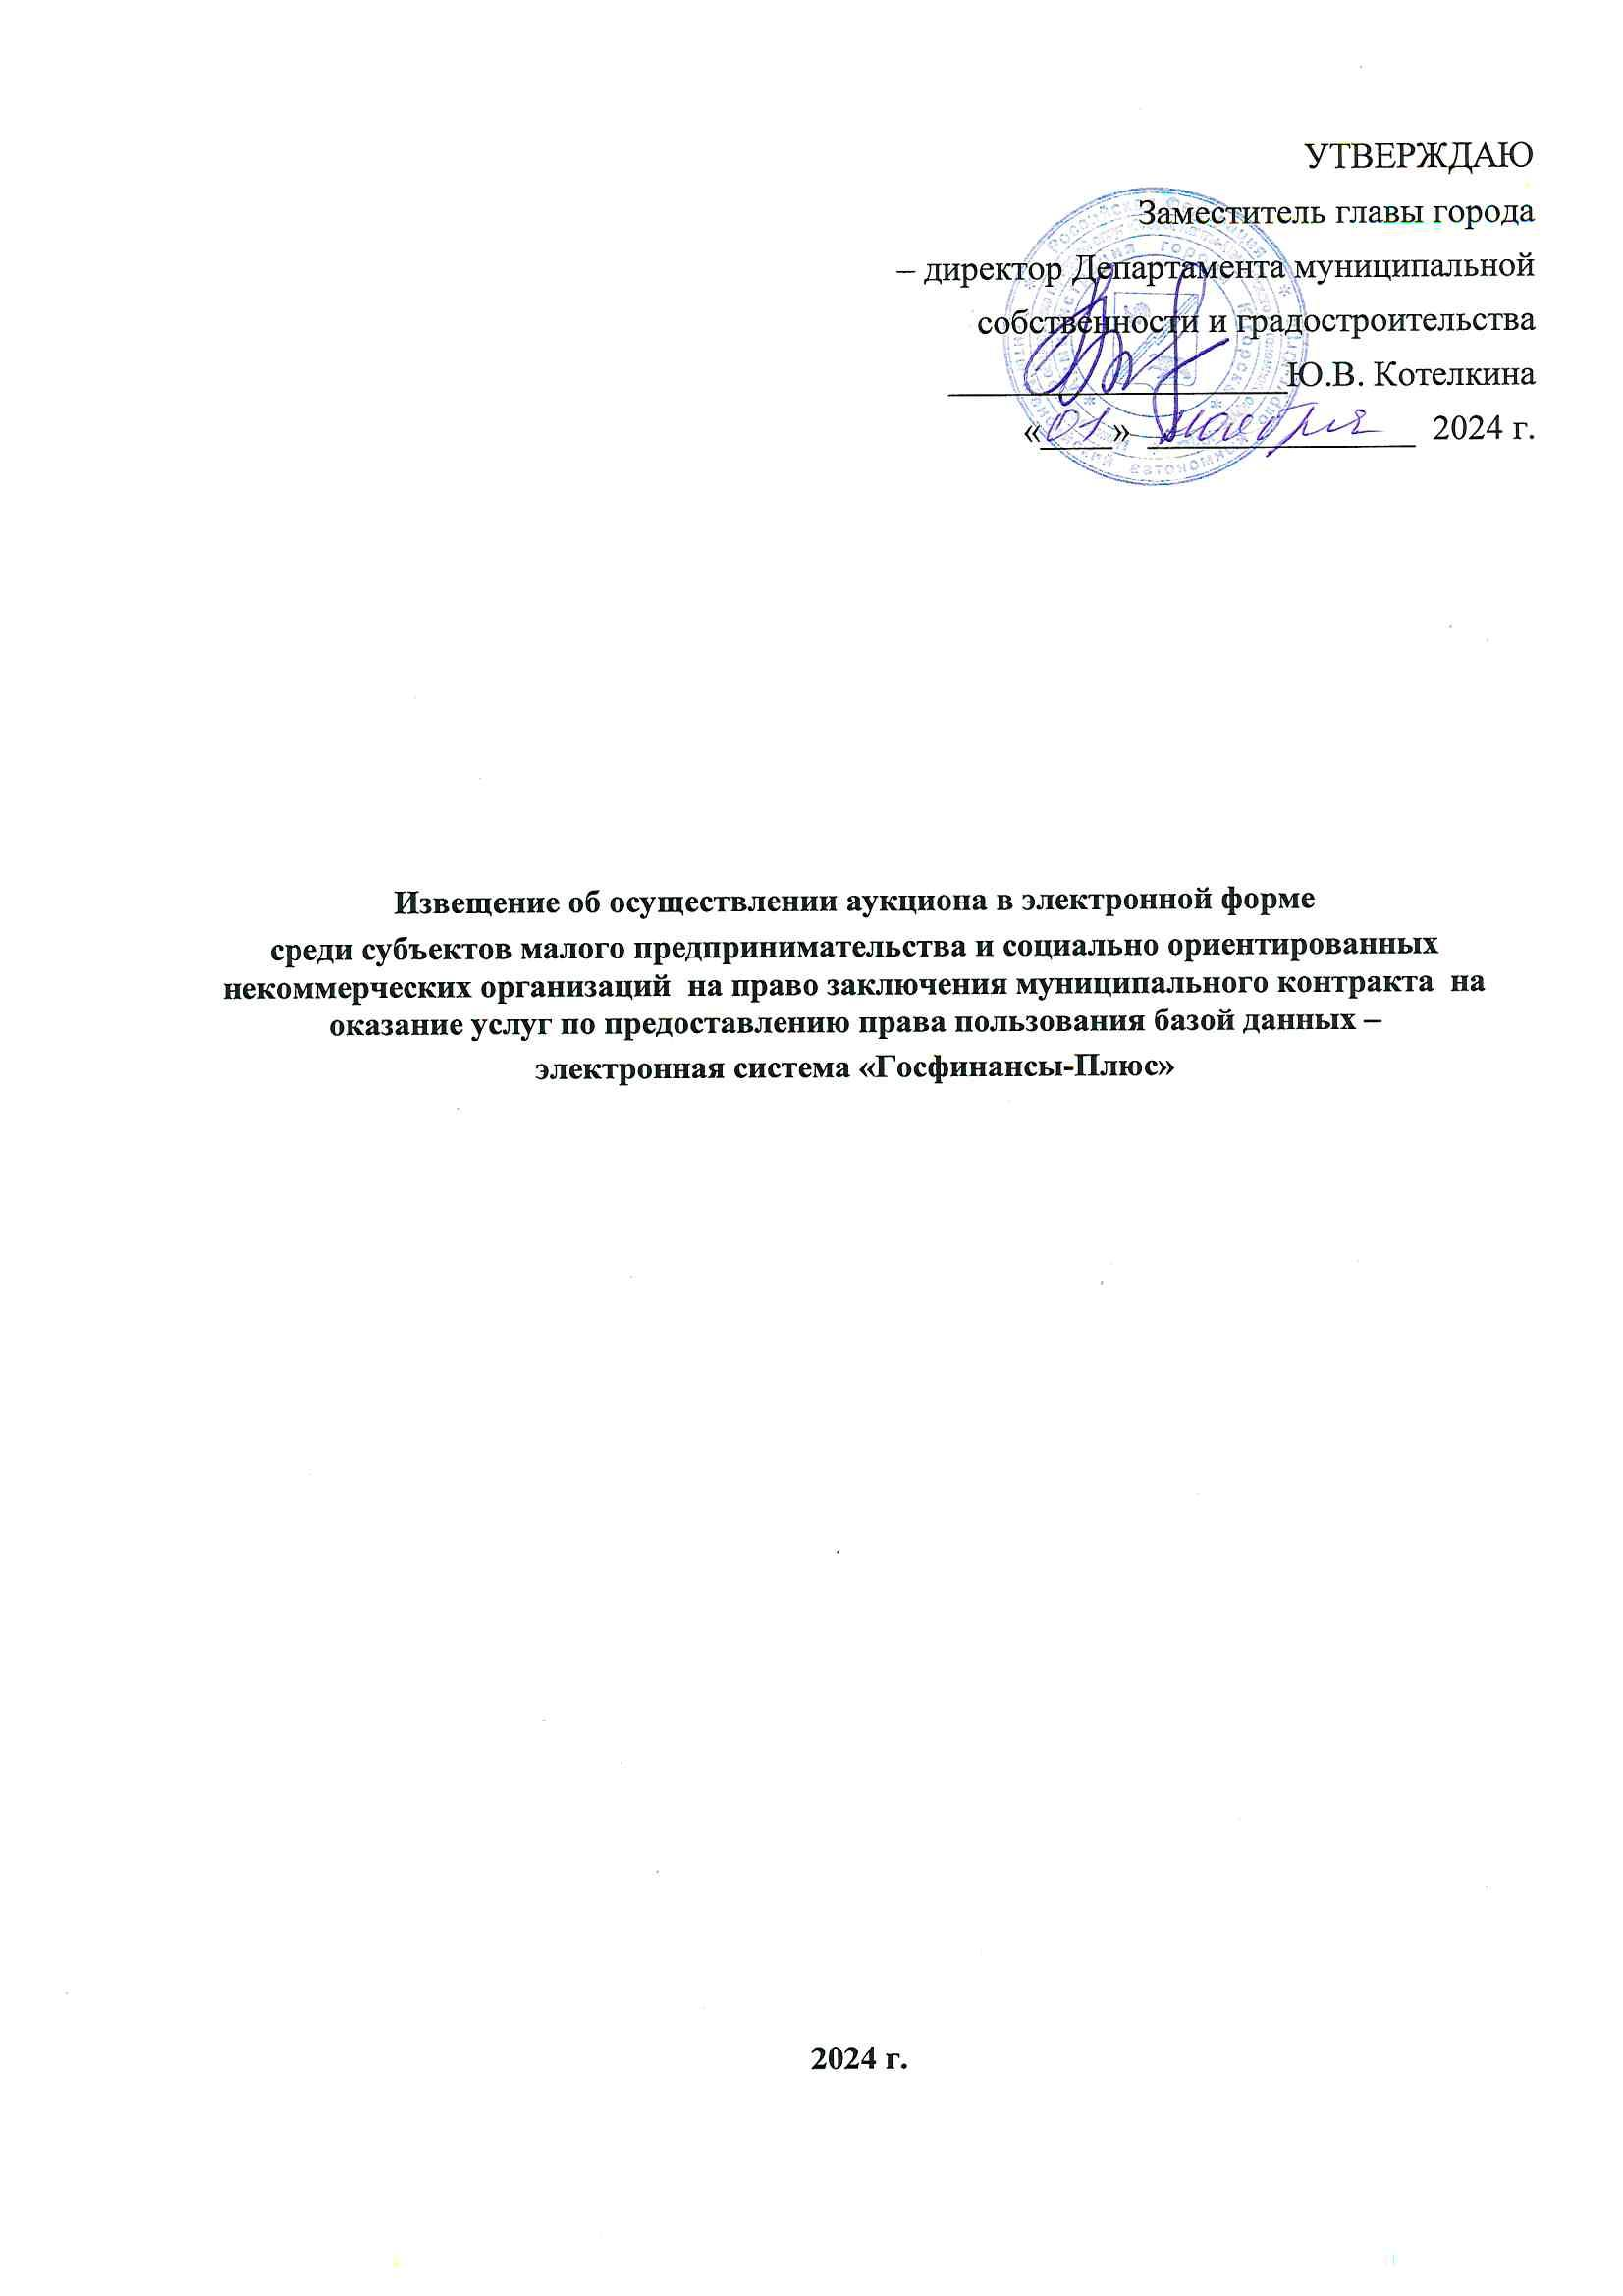 УТВЕРЖДАЮ
Заместитель главы города
– директор Департамента муниципальной
собственности и градостроительства
____________________Ю.В. Котелкина
«01» ноября 2024 г.
Извещение об осуществлении аукциона в электронной форме
среди субъектов малого предпринимательства и социально ориентированных
некоммерческих организаций на право заключения муниципального контракта на
оказание услуг по предоставлению права пользования базой данных –
электронная система «Госфинансы-Плюс»
2024 г.